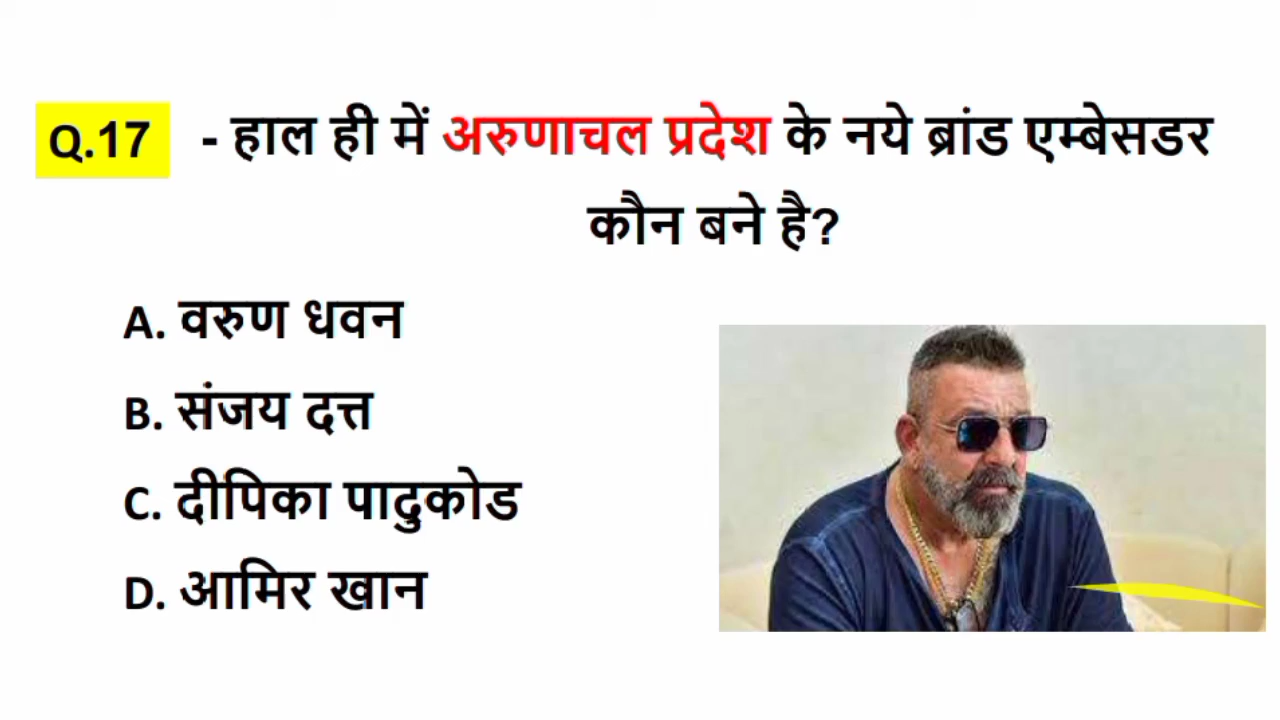 Q.17 - हाल ही में अरुणाचल प्रदेश के नये ब्रांड एम्बेसडर
कौन बने है?
A. वरुण धवन
B. संजय दत्त
C. दीपिका पादुकोड
D. आमिर खान